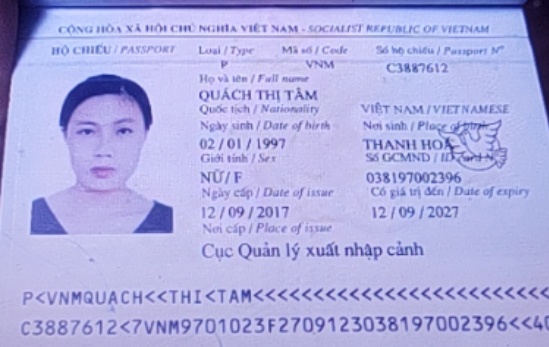 CỘNG HÒA XÃ HỘI CHỦ NGHĨA VIỆT NAM - SOCIALIST REPUBLIC OF VIETNAM
HỘ CHIẾU / PASSPORT Loại / Type Mã số / Code Số hộ chiếu / Passport Nº
P VNM C3887612
Họ và tên / Full name
QUÁCH THỊ TÂM
Quốc tịch / Nationality VIỆT NAM / VIETNAMESE
Ngày sinh / Date of birth Nơi sinh / Place of birth
02 / 01 / 1997 THANH HOÁ
Giới tính / Sex Số GCMND / ID card N
NỮ / F 038197002396
Ngày cấp / Date of issue Có giá trị đến / Date of expiry
12 / 09 / 2017 12 / 09 / 2027
Nơi cấp / Place of issue
Cục Quản lý xuất nhập cảnh
P<VNMQUACH<<THI<TAM<<<<<<<<<<<<<<<<<<<<<<<<<
C3887612<7VNM9701023F2709123038197002396<<40